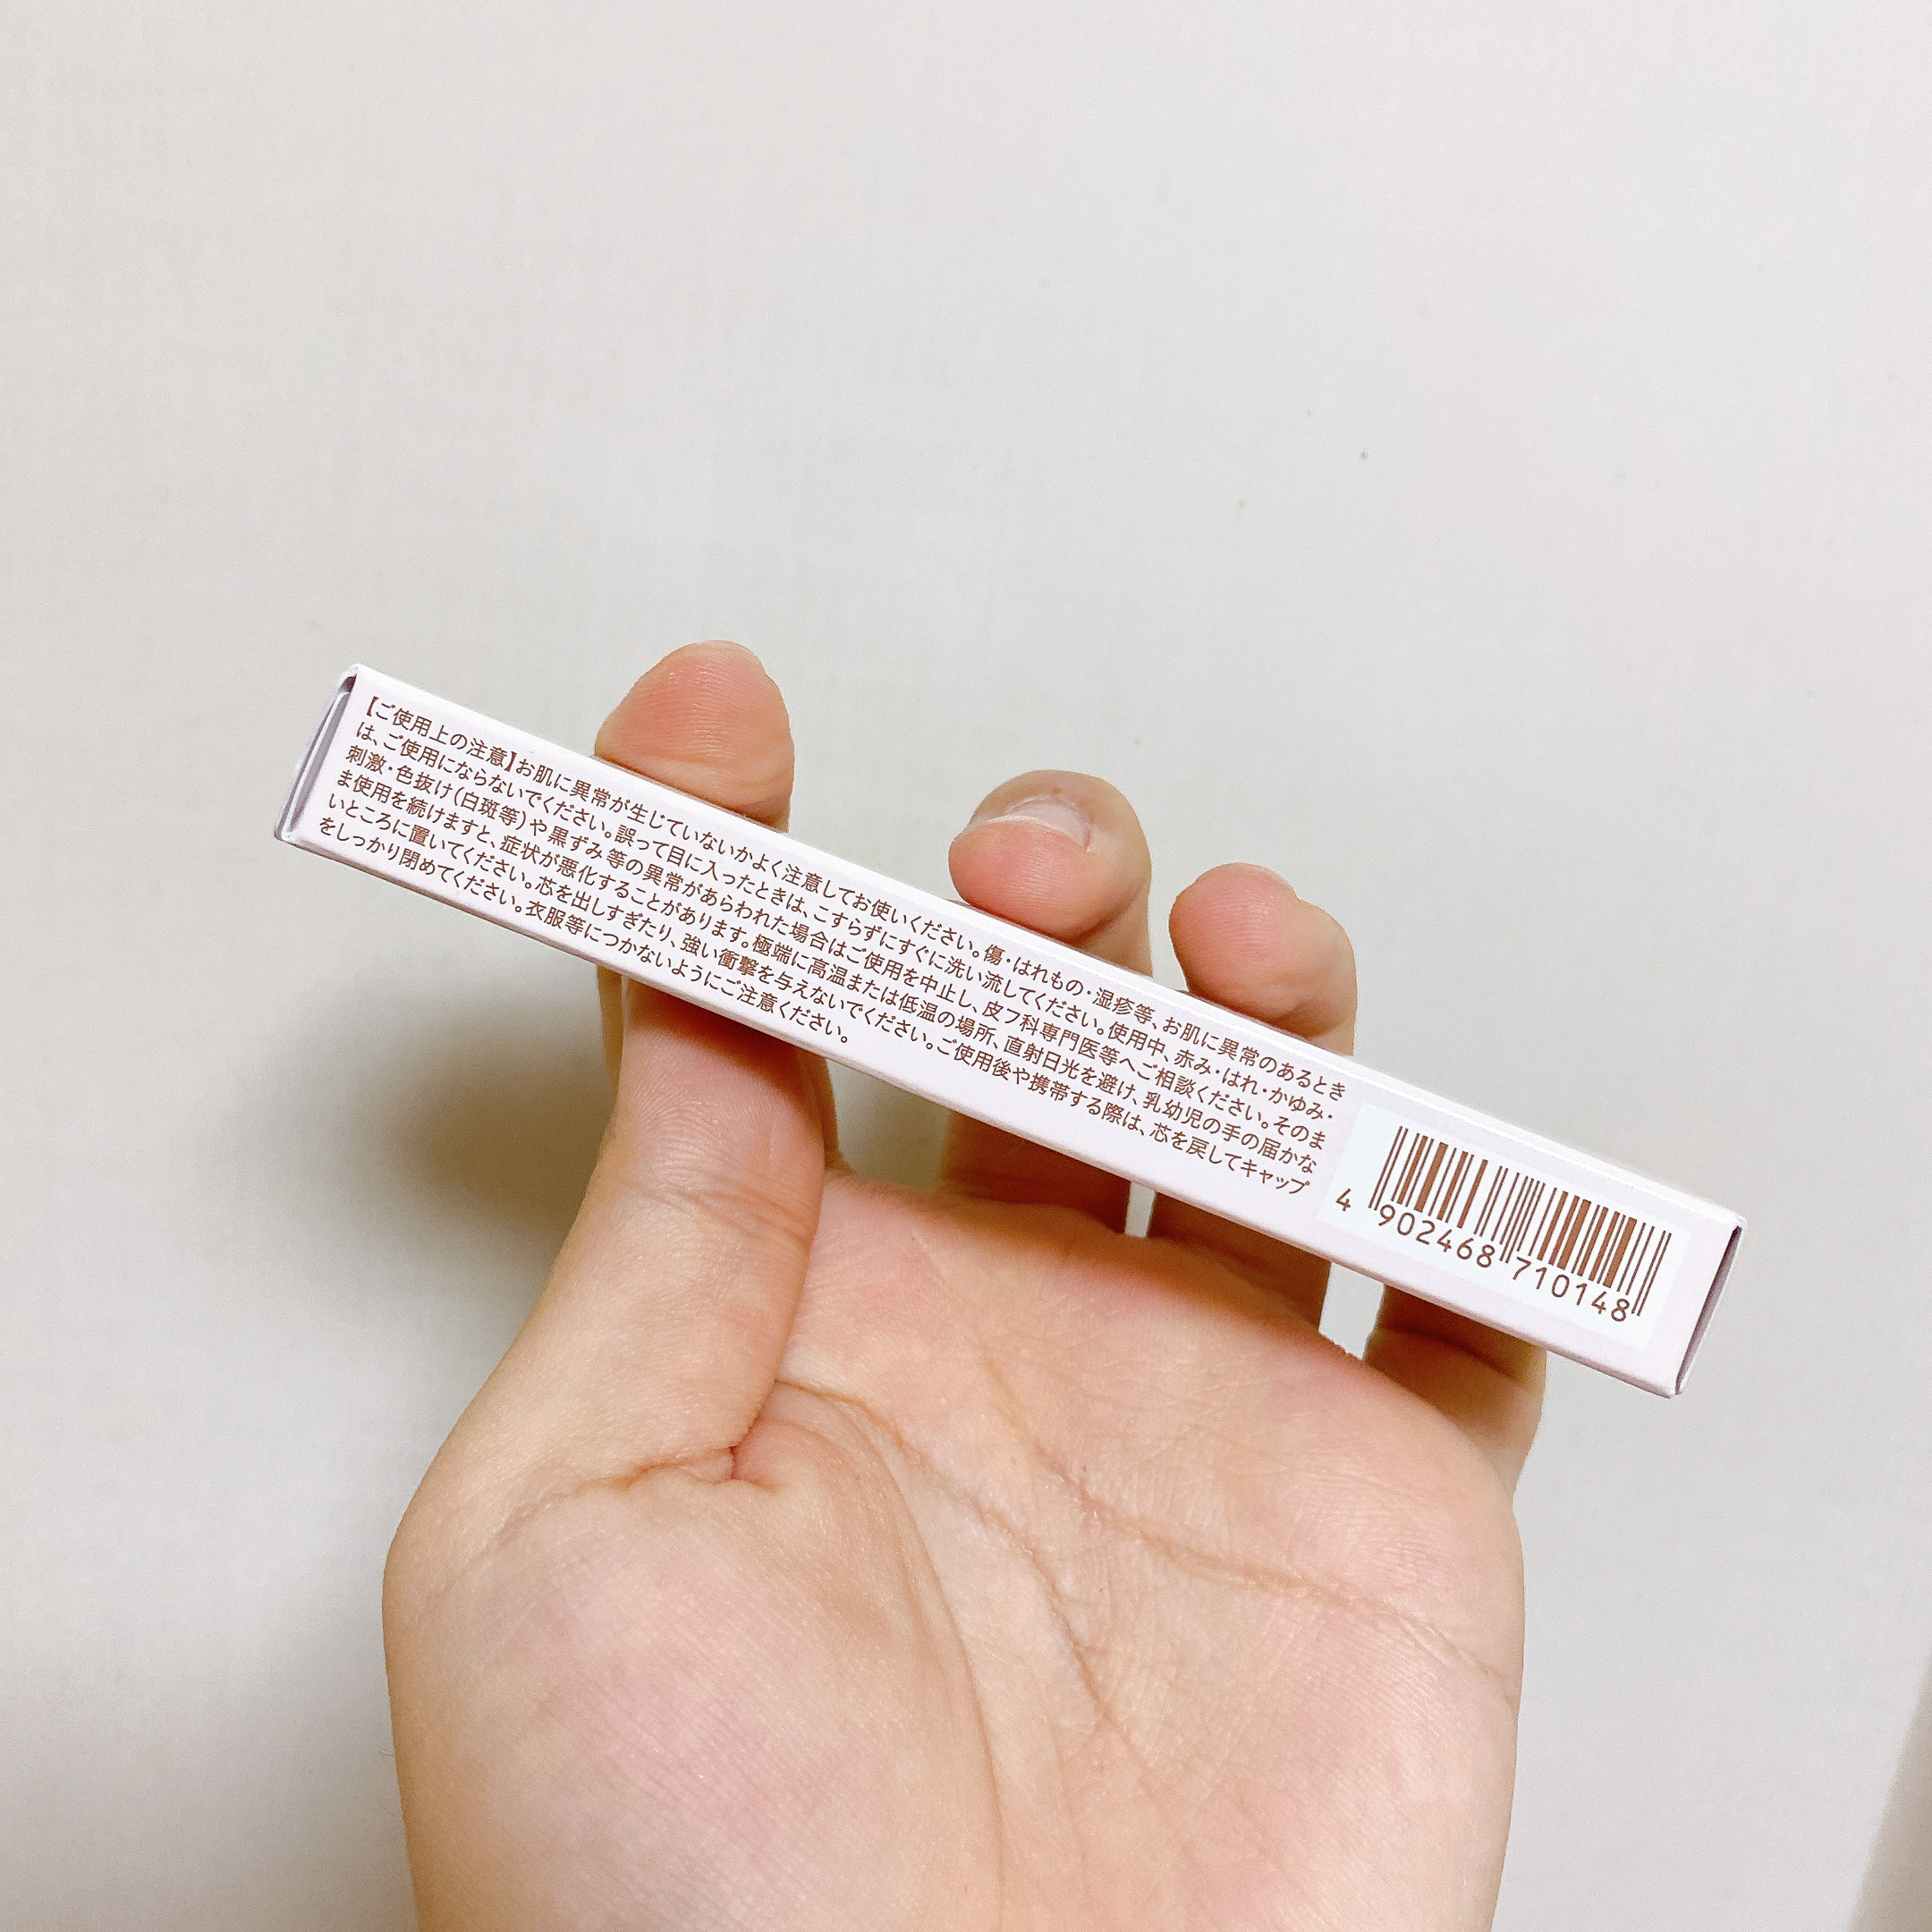 【ご使用上の注意】お肌に異常が生じていないかよく注意してお使いください。傷・はれもの・湿疹等、お肌に異常のあるとき
は、ご使用にならないでください。誤って目に入ったときは、こすらずにすぐに洗い流してください。使用中、赤み・はれ・かゆみ・
刺激・色抜け(白斑等)や黒ずみ等の異常があらわれた場合はご使用を中止し、皮フ科専門医等へご相談ください。そのま
ま使用を続けますと、症状が悪化することがあります。極端に高温または低温の場所、直射日光を避け、乳幼児の手の届かな
いところに置いてください。芯を出しすぎたり、強い衝撃を与えないでください。ご使用後や携帯する際は、芯を戻してキャップ
をしっかり閉めてください。衣服等につかないようにご注意ください。
4 902468 710148